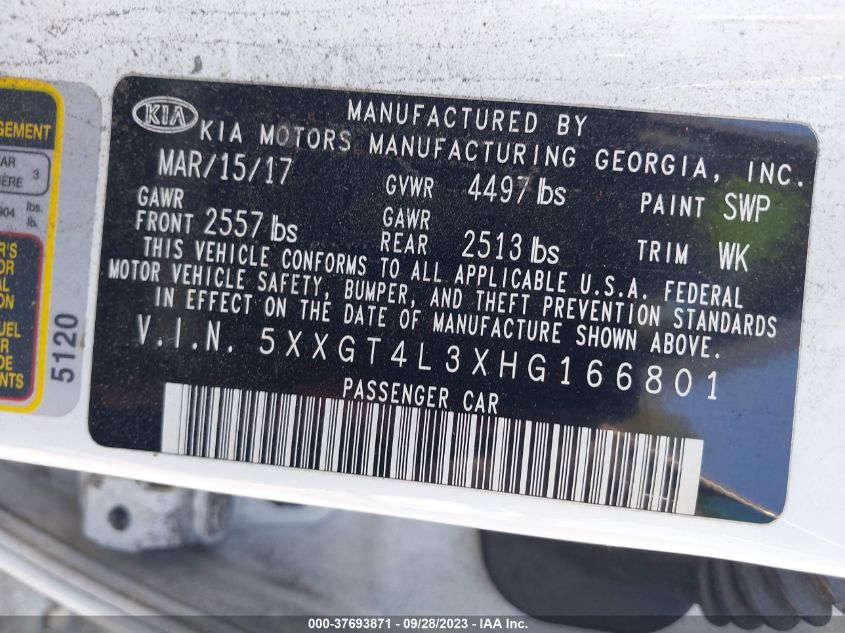 KIA
MANUFACTURED BY
KIA MOTORS MANUFACTURING GEORGIA, INC.
MAR/15/17
GVWR 4497 lbs
PAINT SWP
GAWR
FRONT 2557 lbs
GAWR
REAR 2513 lbs
TRIM WK
THIS VEHICLE CONFORMS TO ALL APPLICABLE U.S.A. FEDERAL
MOTOR VEHICLE SAFETY, BUMPER, AND THEFT PREVENTION STANDARDS
IN EFFECT ON THE DATE OF MANUFACTURE SHOWN ABOVE.
V.I.N. 5XXGT4L3XHG166801
PASSENGER CAR
3
lbs.
lb.
5120
000-37693871 - 09/28/2023 - IAA Inc.